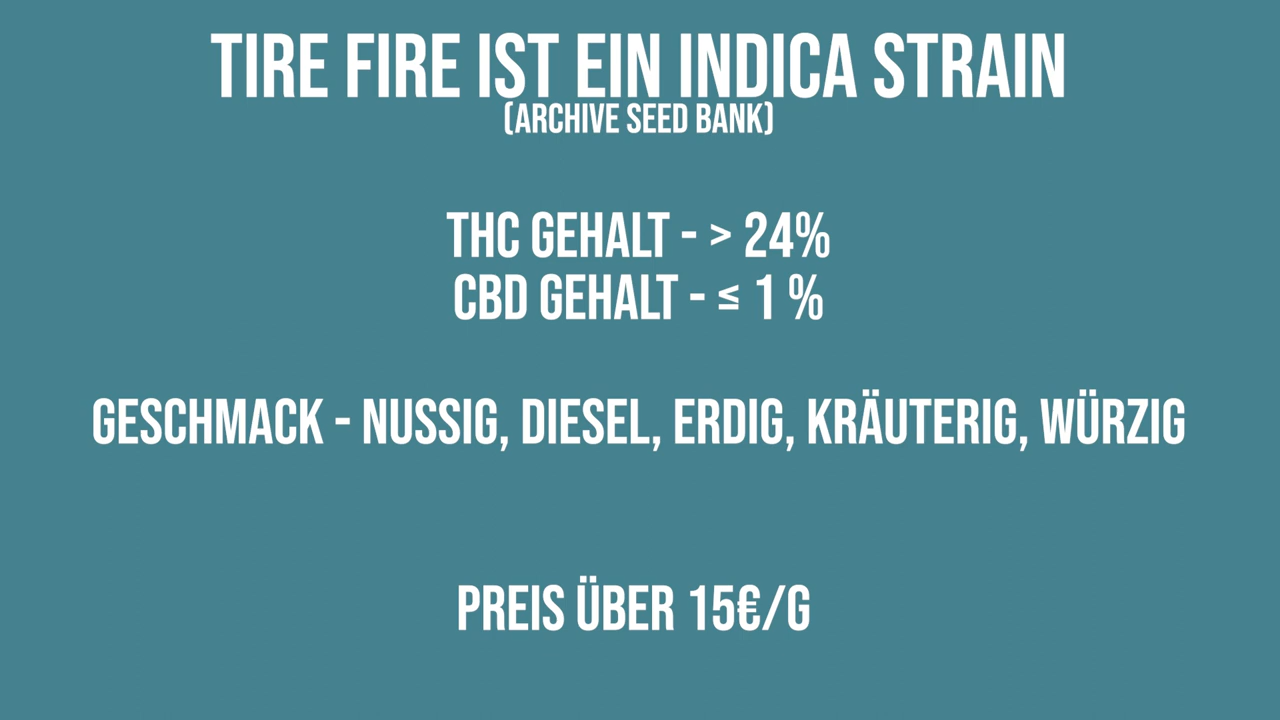 TIRE FIRE IST EIN INDICA STRAIN
(ARCHIVE SEED BANK)
THC GEHALT - > 24%
CBD GEHALT - ≤ 1 %
GESCHMACK - NUSSIG, DIESEL, ERDIG, KRÄUTERIG, WÜRZIG
PREIS ÜBER 15€/G